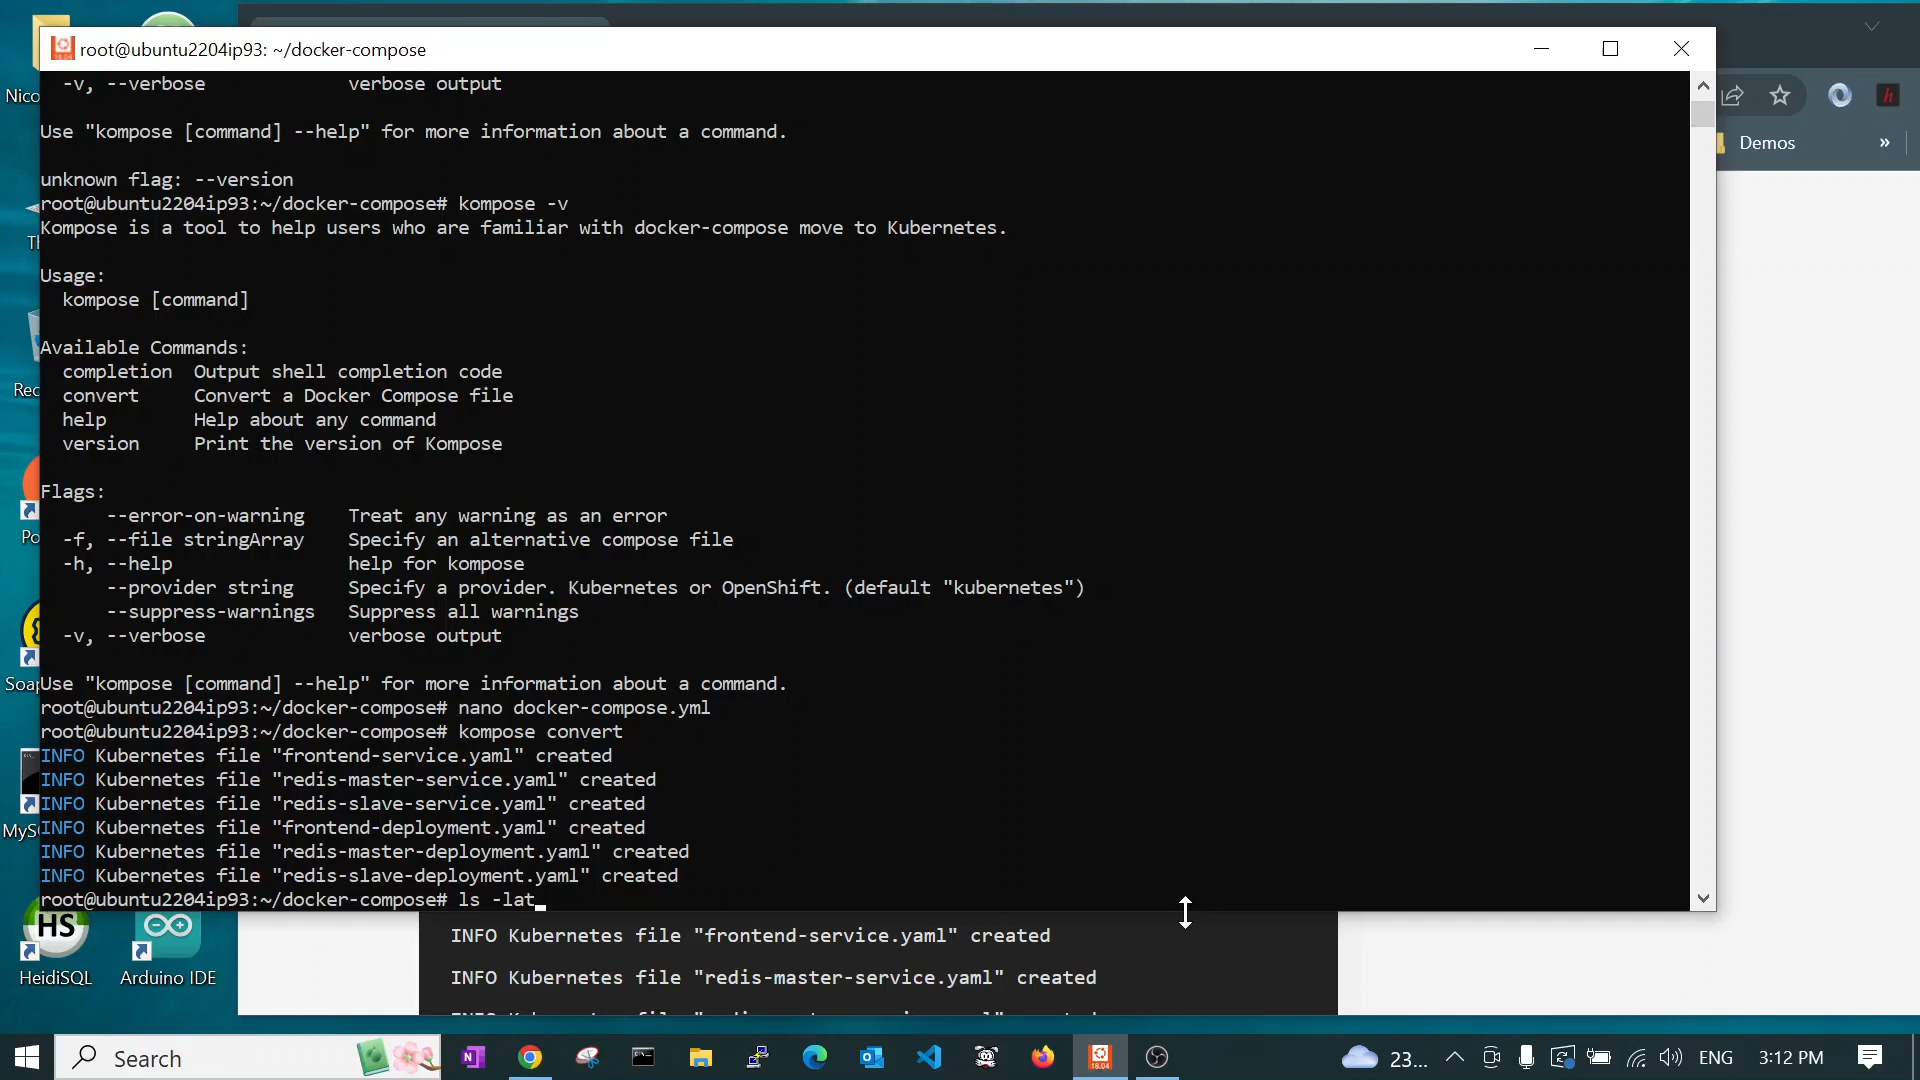 root@ubuntu2204ip93: ~/docker-compose
-v, --verbose verbose output
Use "kompose [command] --help" for more information about a command.
unknown flag: --version
root@ubuntu2204ip93:~/docker-compose# kompose -v
Kompose is a tool to help users who are familiar with docker-compose move to Kubernetes.
Usage:
kompose [command]
Available Commands:
completion Output shell completion code
convert Convert a Docker Compose file
help Help about any command
version Print the version of Kompose
Flags:
--error-on-warning Treat any warning as an error
-f, --file stringArray Specify an alternative compose file
-h, --help help for kompose
--provider string Specify a provider. Kubernetes or OpenShift. (default "kubernetes")
--suppress-warnings Suppress all warnings
-v, --verbose verbose output
Use "kompose [command] --help" for more information about a command.
root@ubuntu2204ip93:~/docker-compose# nano docker-compose.yml
root@ubuntu2204ip93:~/docker-compose# kompose convert
INFO Kubernetes file "frontend-service.yaml" created
INFO Kubernetes file "redis-master-service.yaml" created
INFO Kubernetes file "redis-slave-service.yaml" created
INFO Kubernetes file "frontend-deployment.yaml" created
INFO Kubernetes file "redis-master-deployment.yaml" created
INFO Kubernetes file "redis-slave-deployment.yaml" created
root@ubuntu2204ip93:~/docker-compose# ls -lat
INFO Kubernetes file "frontend-service.yaml" created
INFO Kubernetes file "redis-master-service.yaml" created
Demos
»
Nico
Rec
Po
Soap
MyS
HS
HeidiSQL
Arduino IDE
Search
23...
ENG
3:12 PM